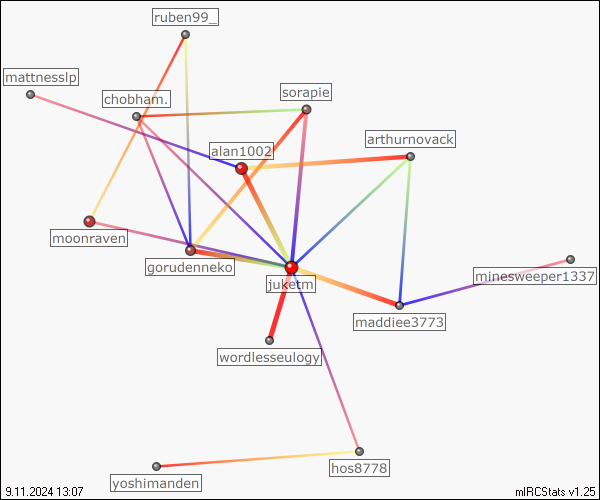 ruben99_
mattnesslp
chobham.
sorapie
arthurnovack
alan1002
moonraven
gorudenneko
juketm
minesweeper1337
maddiee3773
wordlesseulogy
hos8778
yoshimanden
9.11.2024 13:07
mIRCStats v1.25